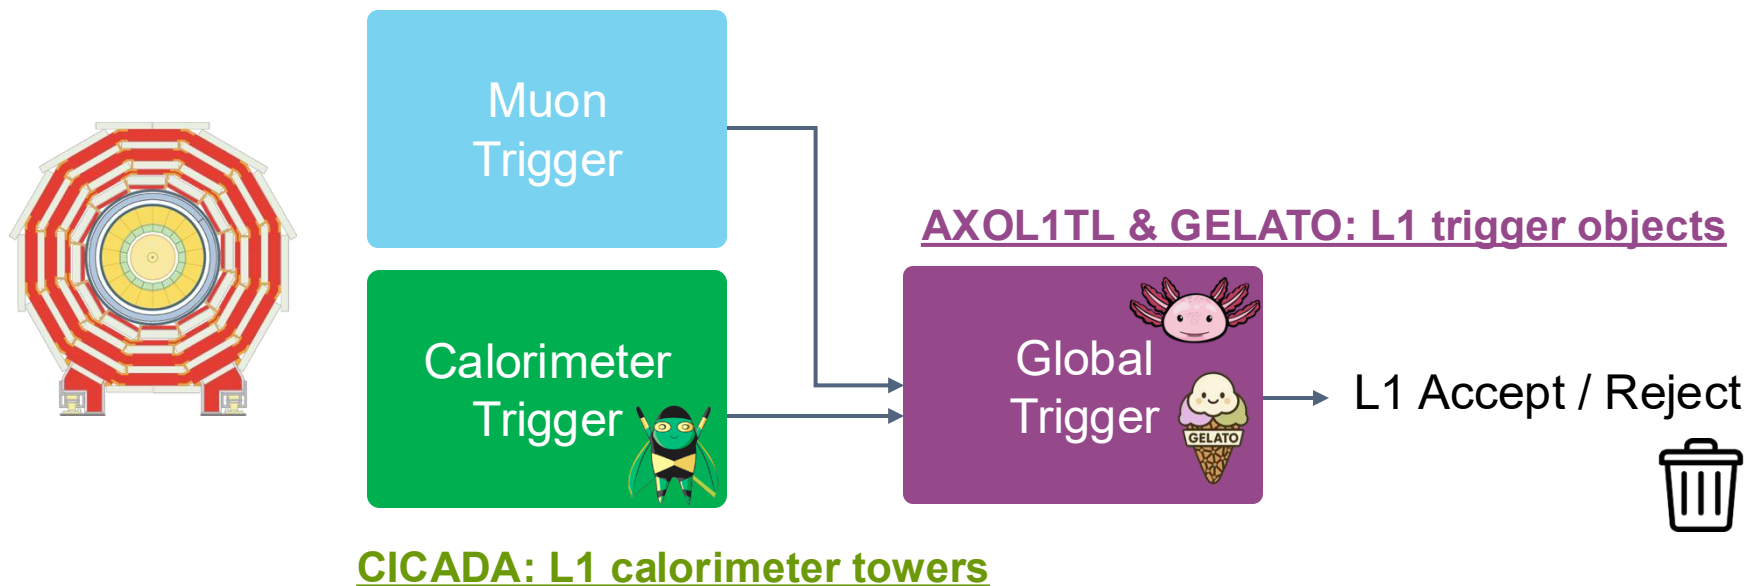 Muon
Trigger
AXOL1TL & GELATO: L1 trigger objects
Calorimeter
Trigger
Global
Trigger
GELATO
L1 Accept / Reject
CICADA: L1 calorimeter towers